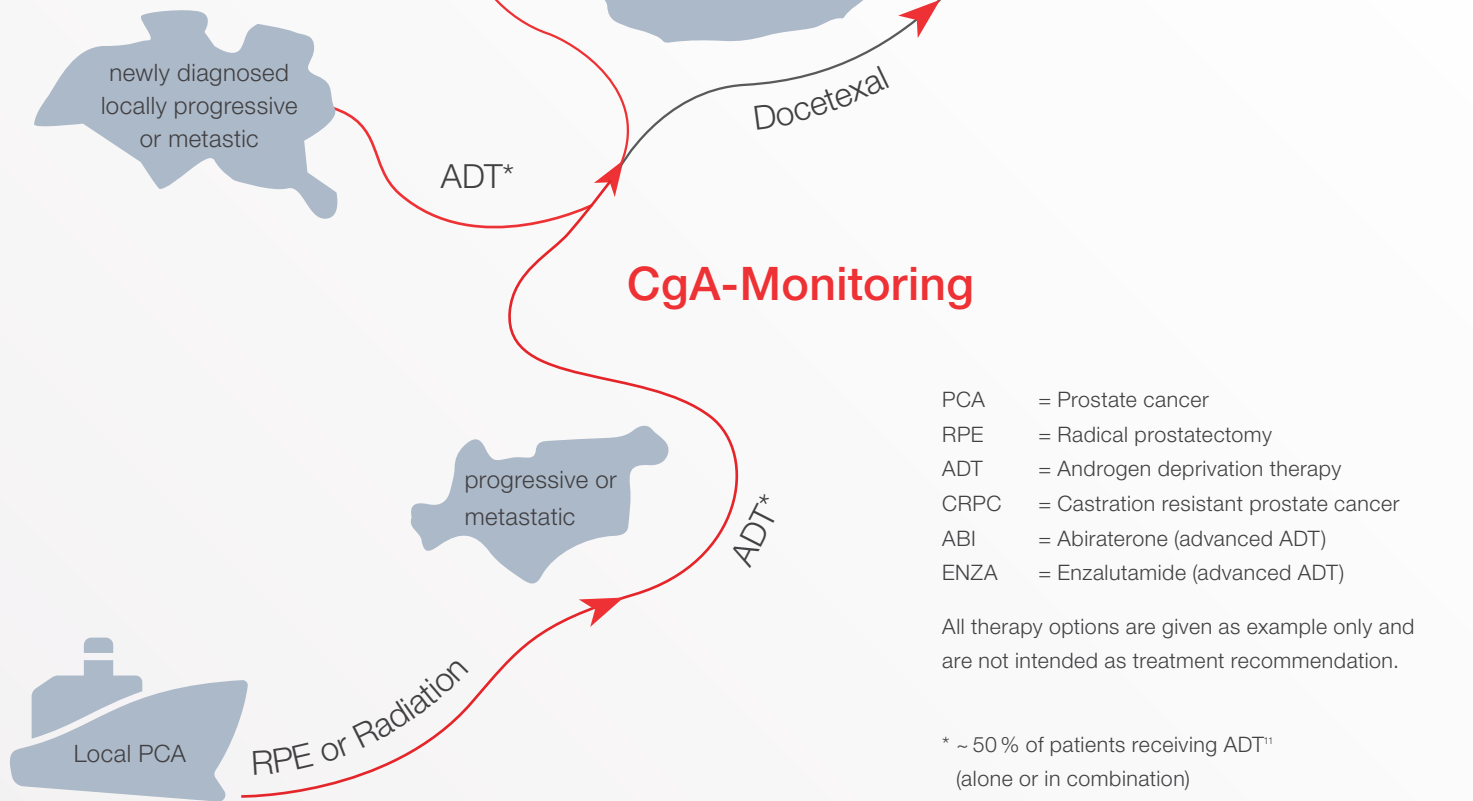 newly diagnosed
locally progressive
or metastic
ADT*
Docetexal
CgA-Monitoring
progressive or
metastatic
ADT*
Local PCA
RPE or Radiation
PCA = Prostate cancer
RPE = Radical prostatectomy
ADT = Androgen deprivation therapy
CRPC = Castration resistant prostate cancer
ABI = Abiraterone (advanced ADT)
ENZA = Enzalutamide (advanced ADT)
All therapy options are given as example only and
are not intended as treatment recommendation.
* ~ 50 % of patients receiving ADT¹¹
(alone or in combination)